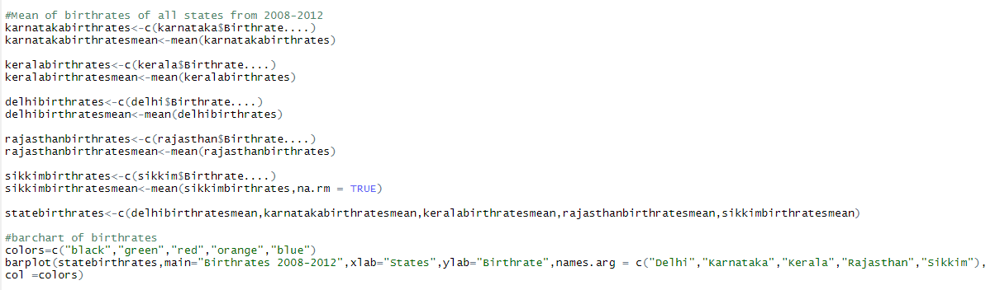 #Mean of birthrates of all states from 2008-2012
karnatakabirthrates<-c(karnataka$Birthrate....)
karnatakabirthratesmean<-mean(karnatakabirthrates)
keralabirthrates<-c(kerala$Birthrate....)
keralabirthratesmean<-mean(keralabirthrates)
delhibirthrates<-c(delhi$Birthrate....)
delhibirthratesmean<-mean(delhibirthrates)
rajasthanbirthrates<-c(rajasthan$Birthrate....)
rajasthanbirthratesmean<-mean(rajasthanbirthrates)
sikkimbirthrates<-c(sikkim$Birthrate....)
sikkimbirthratesmean<-mean(sikkimbirthrates,na.rm = TRUE)
statebirthrates<-c(delhibirthratesmean,karnatakabirthratesmean,keralabirthratesmean,rajasthanbirthratesmean,sikkimbirthratesmean)
#barchart of birthrates
colors=c("black","green","red","orange","blue")
barplot(statebirthrates,main="Birthrates 2008-2012",xlab="States",ylab="Birthrate",names.arg = c("Delhi","Karnataka","Kerala","Rajasthan","Sikkim"),
col =colors)